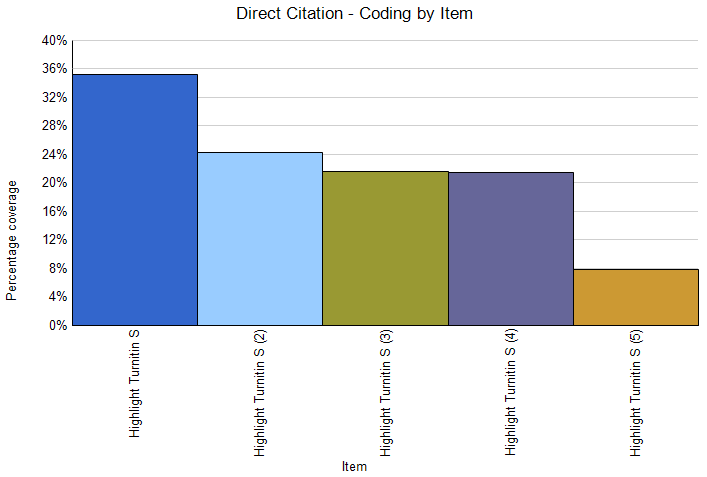 Direct Citation - Coding by Item
40%
36%
32%
28%
24%
20%
16%
12%
8%
4%
0%
Percentage coverage
Highlight Turnitin S
Highlight Turnitin S (2)
Highlight Turnitin S (3)
Highlight Turnitin S (4)
Highlight Turnitin S (5)
Item